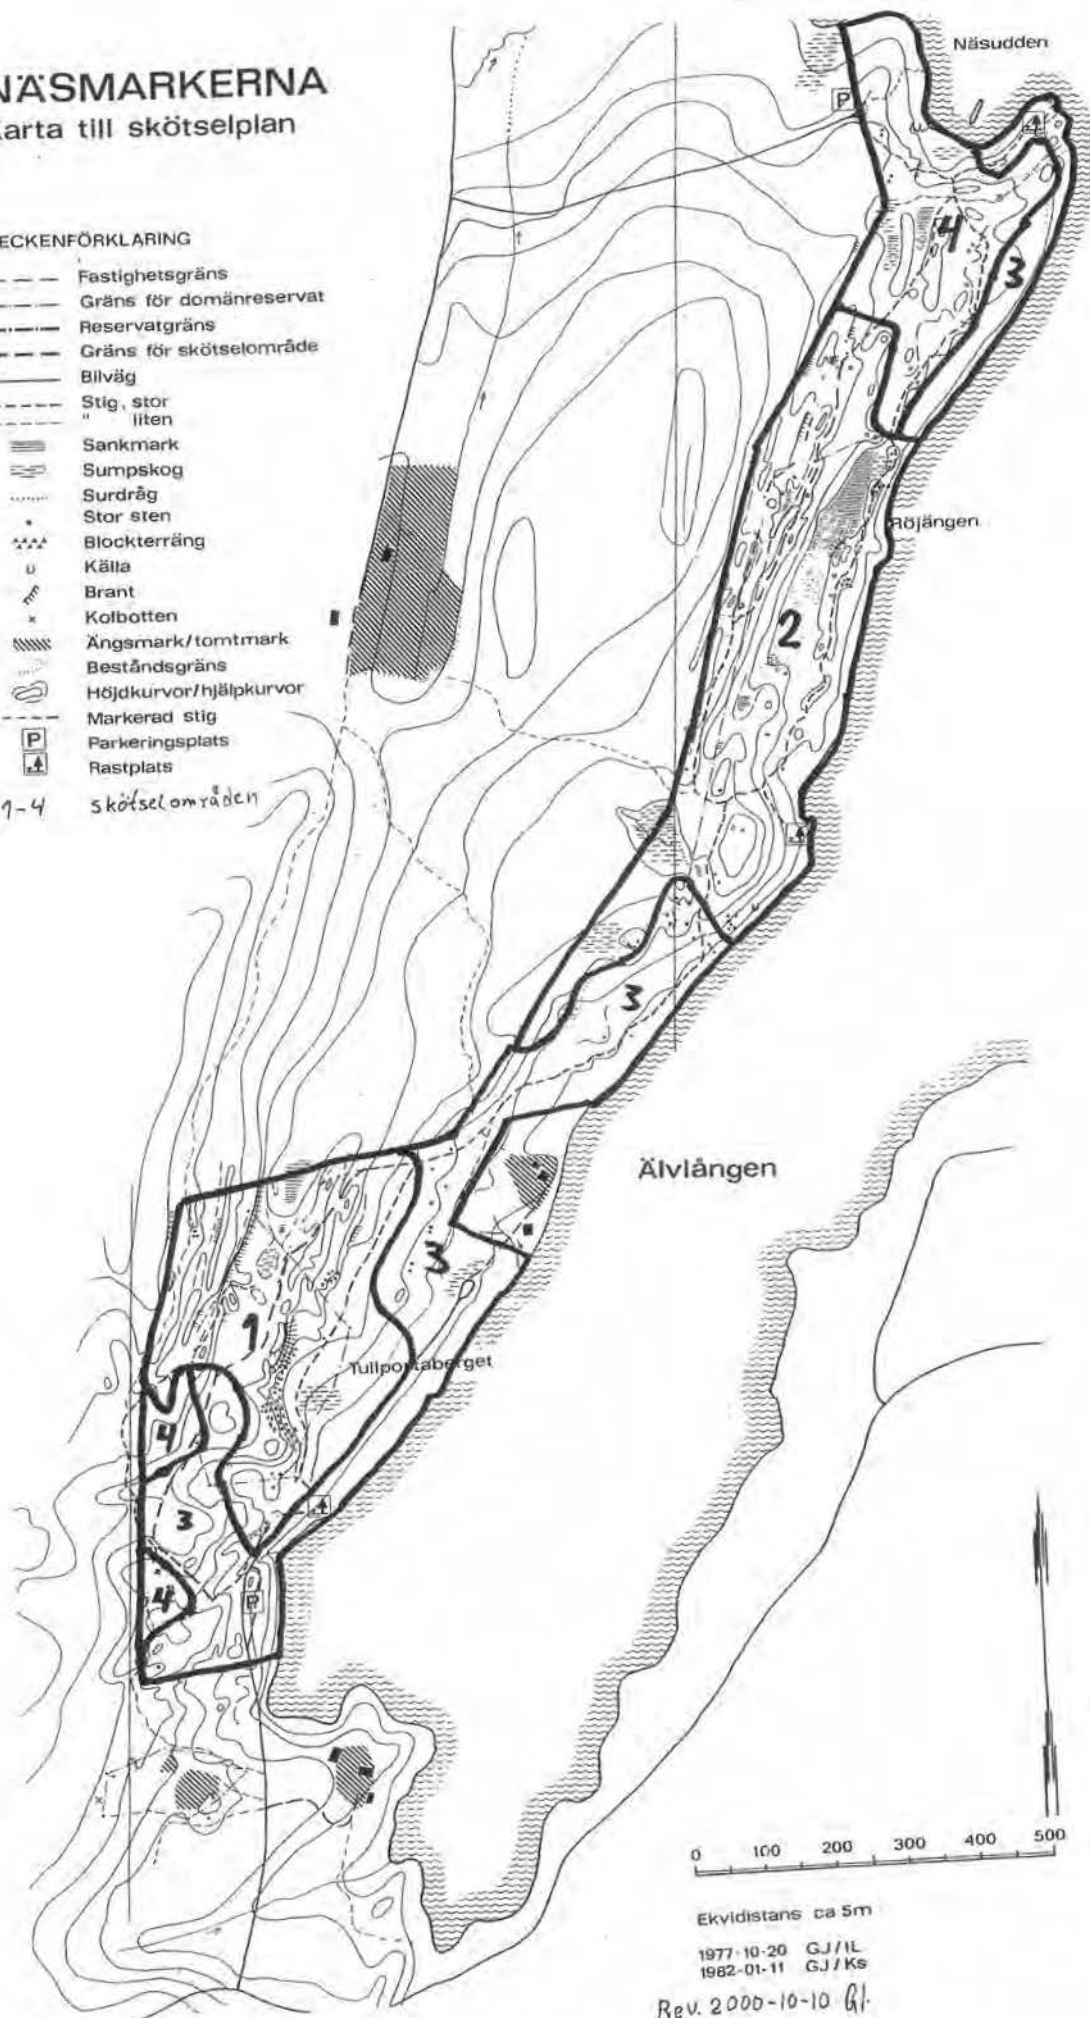 NÄSMARKERNA
Karta till skötselplan
TECKENFÖRKLARING
Fastighetsgräns
Gräns för domänreservat
Reservatgräns
Gräns för skötselområde
Bilväg
Stig, stor
" liten
Sankmark
Sumpskog
Surdråg
Stor sten
Blockterräng
Källa
Brant
Kolbotten
Ängsmark/tomtmark
Beståndsgräns
Höjdkurvor/hjälpkurvor
Markerad stig
P Parkeringsplats
Rastplats
1-4 skötselområden
Näsudden
P
4
3
Röjängen
2
3
Älvlången
3
1
Tullportaberget
4
3
4
P
0 100 200 300 400 500
Ekvidistans ca 5m
1977-10-20 GJ/IL
1982-01-11 GJ/Ks
Rev. 2000-10-10 Gl.